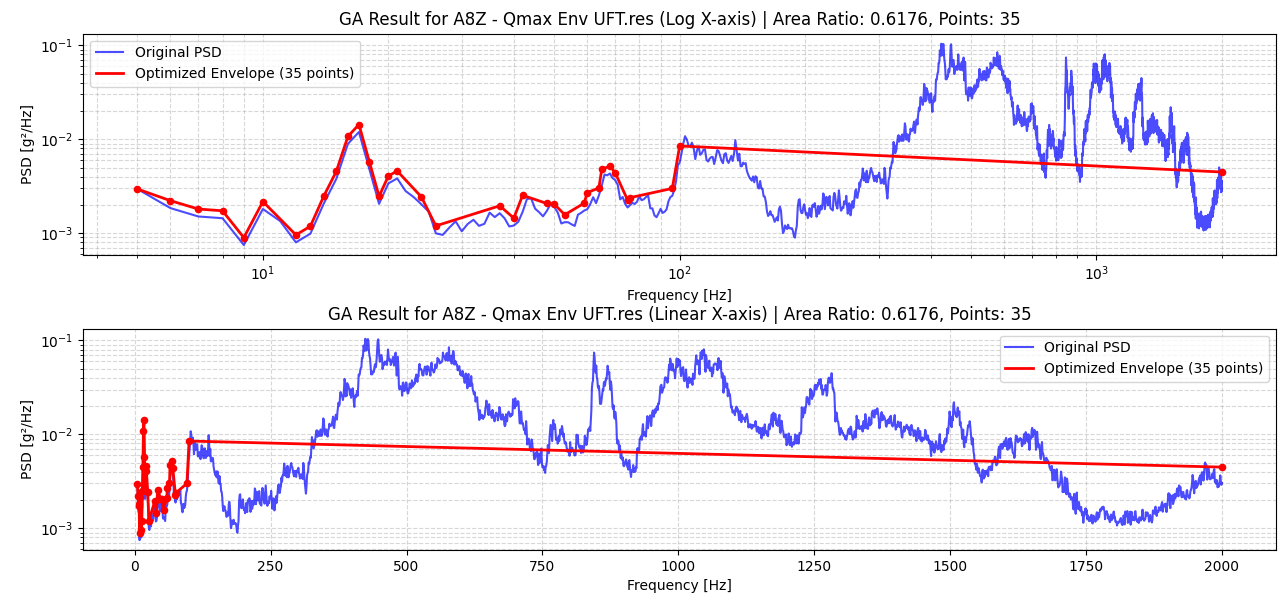 GA Result for A8Z - Qmax Env UFT.res (Log X-axis) | Area Ratio: 0.6176, Points: 35
Original PSD
Optimized Envelope (35 points)
PSD [g²/Hz]
10⁻¹
10⁻²
10⁻³
10¹
10²
10³
Frequency [Hz]
GA Result for A8Z - Qmax Env UFT.res (Linear X-axis) | Area Ratio: 0.6176, Points: 35
Original PSD
Optimized Envelope (35 points)
PSD [g²/Hz]
10⁻¹
10⁻²
10⁻³
0 250 500 750 1000 1250 1500 1750 2000
Frequency [Hz]